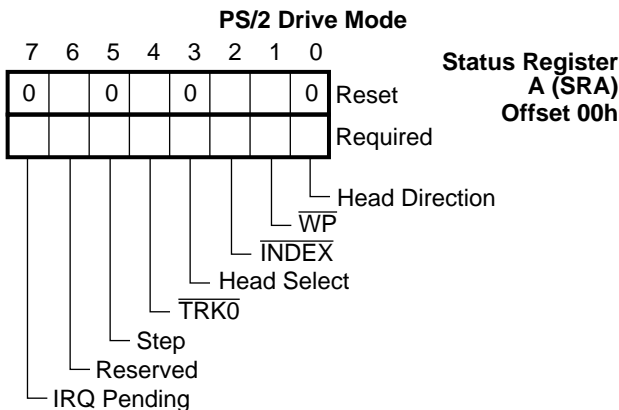 PS/2 Drive Mode
7 6 5 4 3 2 1 0
Status Register
A (SRA)
Offset 00h
0 0 0 0 Reset
Required
Head Direction
WP
INDEX
Head Select
TRK0
Step
Reserved
IRQ Pending